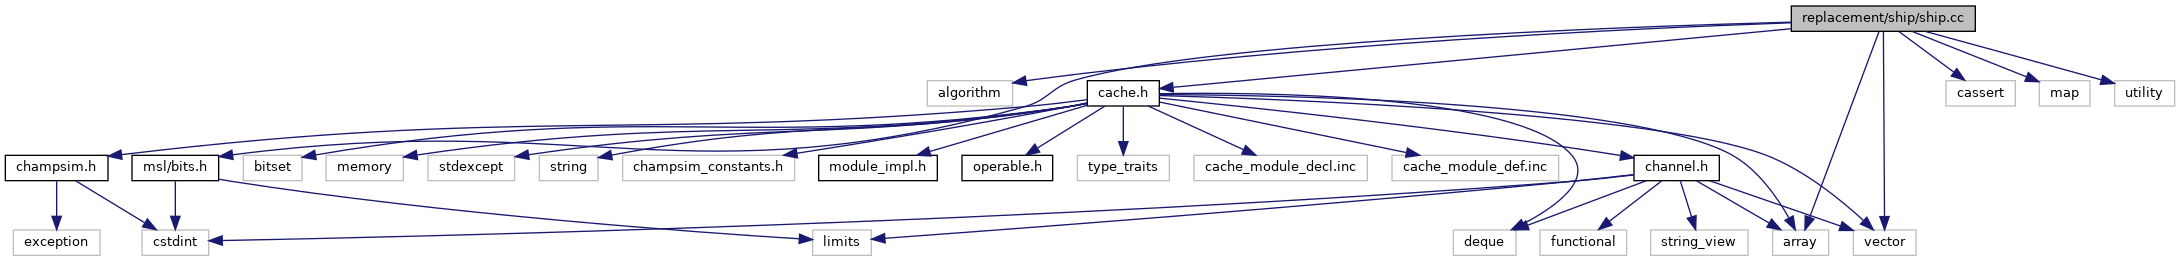 replacement/ship/ship.cc
algorithm
cache.h
cassert
map
utility
champsim.h
msl/bits.h
bitset
memory
stdexcept
string
champsim_constants.h
module_impl.h
operable.h
type_traits
cache_module_decl.inc
cache_module_def.inc
channel.h
exception
cstdint
limits
deque
functional
string_view
array
vector